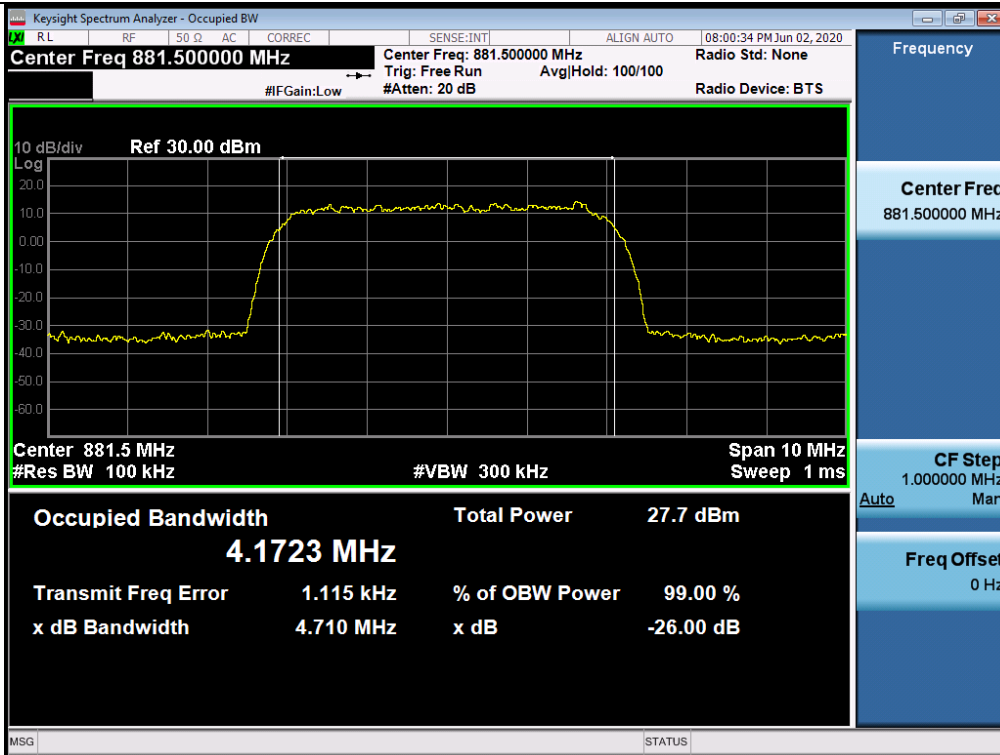 Keysight Spectrum Analyzer - Occupied BW
LXI RL RF 50 Ω AC CORREC SENSE:INT ALIGN AUTO 08:00:34 PM Jun 02, 2020
Center Freq 881.500000 MHz
Center Freq: 881.500000 MHz
Radio Std: None
Trig: Free Run Avg|Hold: 100/100
#IFGain:Low
#Atten: 20 dB
Radio Device: BTS
10 dB/div
Ref 30.00 dBm
Log
20.0
10.0
0.00
-10.0
-20.0
-30.0
-40.0
-50.0
-60.0
Center 881.5 MHz
Span 10 MHz
#Res BW 100 kHz
#VBW 300 kHz
Sweep 1 ms
Occupied Bandwidth
4.1723 MHz
Total Power 27.7 dBm
Transmit Freq Error 1.115 kHz
% of OBW Power 99.00 %
x dB Bandwidth 4.710 MHz
x dB -26.00 dB
MSG
STATUS
Frequency
Center Freq
881.500000 MHz
CF Step
1.000000 MHz
Auto Man
Freq Offset
0 Hz